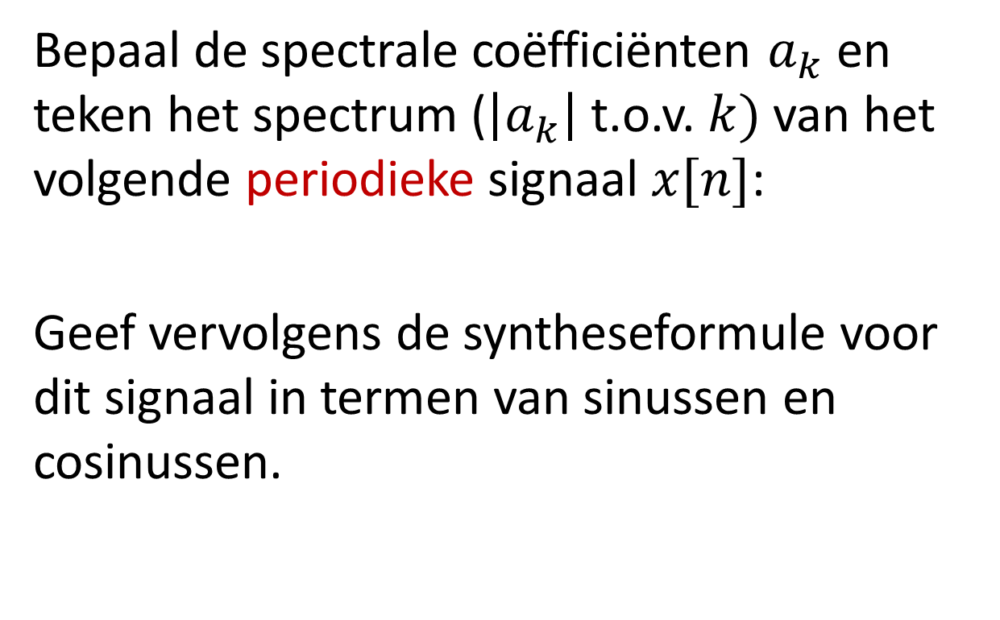 Bepaal de spectrale coëfficiënten $a_k$ en
teken het spectrum ($|a_k|$ t.o.v. $k$) van het
volgende periodieke signaal $x[n]$:
Geef vervolgens de syntheseformule voor
dit signaal in termen van sinussen en
cosinussen.